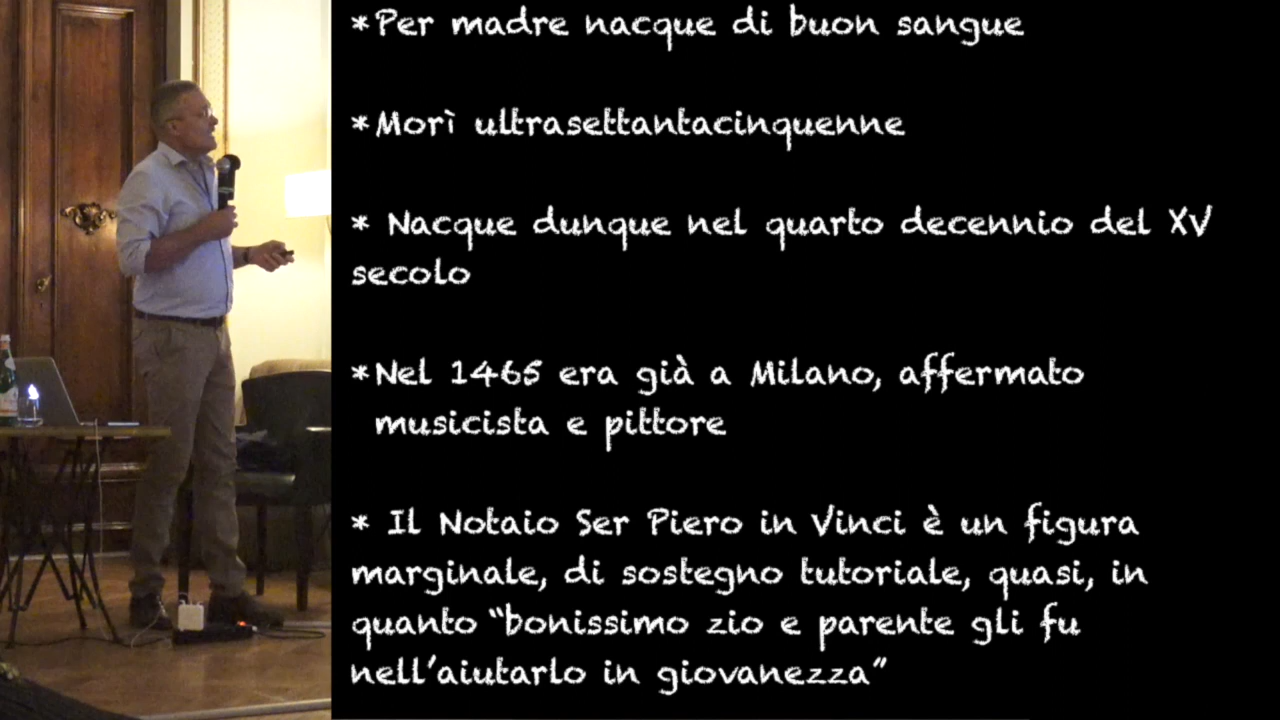 *Per madre nacque di buon sangue
*Morì ultrasettantacinquenne
* Nacque dunque nel quarto decennio del XV
secolo
*Nel 1465 era già a Milano, affermato
musicista e pittore
* Il Notaio Ser Piero in Vinci è un figura
marginale, di sostegno tutoriale, quasi, in
quanto “bonissimo zio e parente gli fu
nell’aiutarlo in giovanezza”